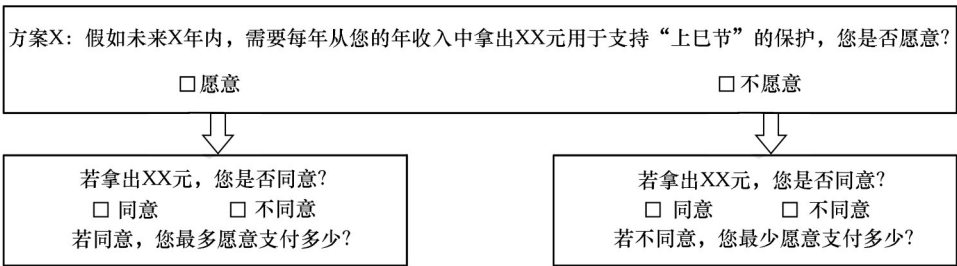 方案X：假如未来X年内，需要每年从您的年收入中拿出XX元用于支持“上巳节”的保护，您是否愿意？
□愿意 □不愿意
若拿出XX元，您是否同意？
□ 同意 □ 不同意
若同意，您最多愿意支付多少？
若拿出XX元，您是否同意？
□ 同意 □ 不同意
若不同意，您最少愿意支付多少？